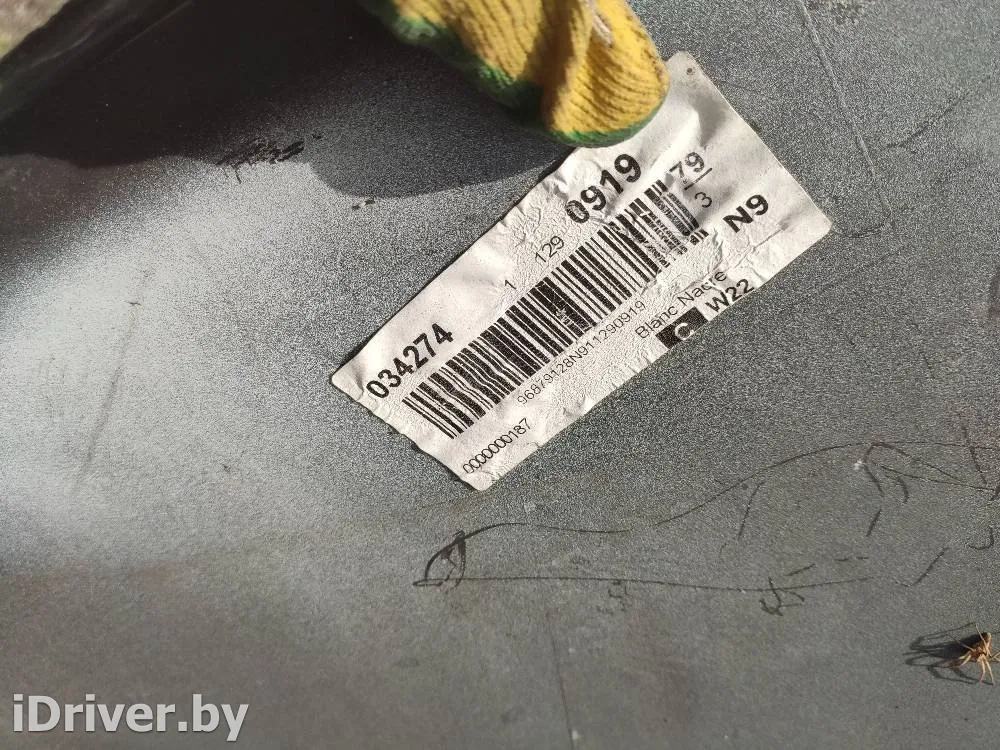 034274 1 129 0919 79
3/
N9
96879128N911290919
Blanc Nacre
C W22
0000000187
iDriver.by